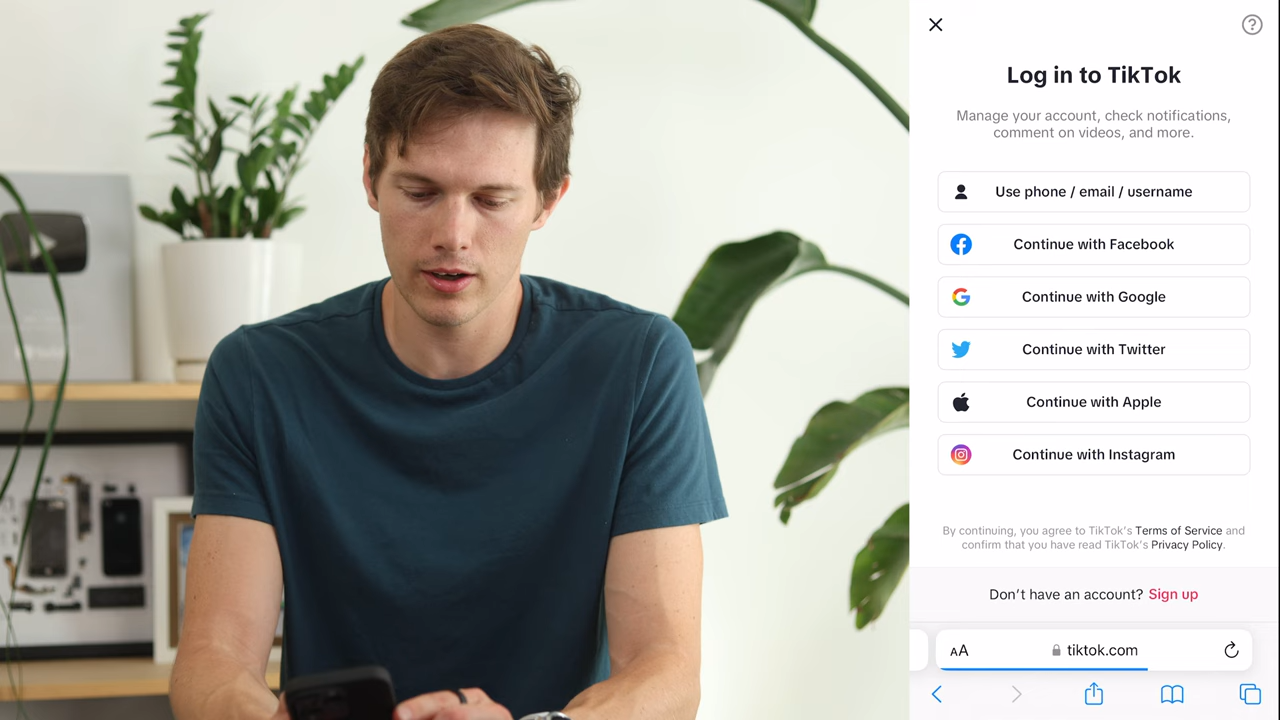 Log in to TikTok
Manage your account, check notifications,
comment on videos, and more.
Use phone / email / username
Continue with Facebook
Continue with Google
Continue with Twitter
Continue with Apple
Continue with Instagram
By continuing, you agree to TikTok's Terms of Service and
confirm that you have read TikTok's Privacy Policy.
Don't have an account? Sign up
AA tiktok.com